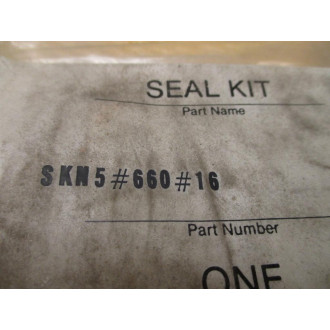 SEAL KIT
Part Name
SKN5#660#16
Part Number
ONE